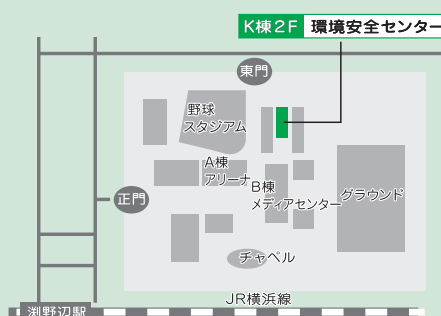 K棟2F 環境安全センター
東門
野球
スタジアム
A棟
アリーナ
B棟
メディアセンター
グラウンド
正門
チャペル
JR横浜線
淵野辺駅